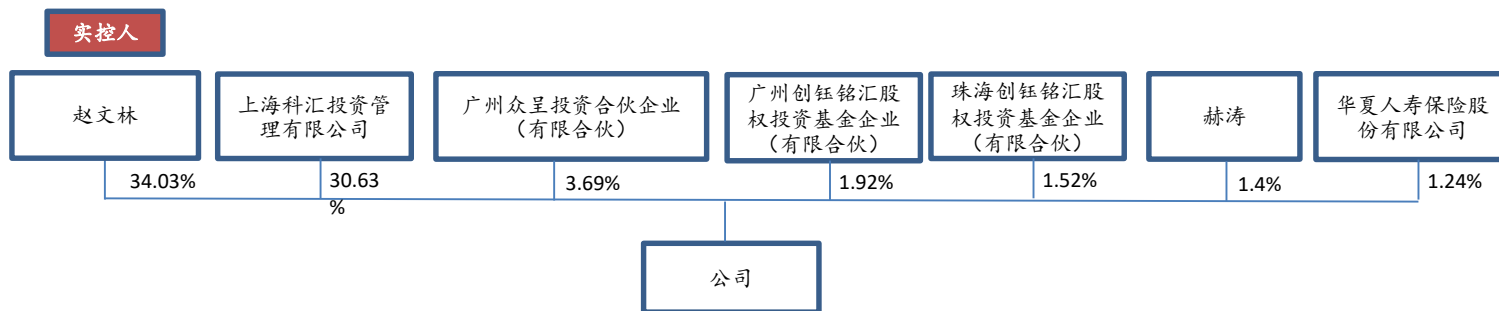 实控人
赵文林
上海科汇投资管
理有限公司
广州众呈投资合伙企业
（有限合伙）
广州创钰铭汇股
权投资基金企业
（有限合伙）
珠海创钰铭汇股
权投资基金企业
（有限合伙）
赫涛
华夏人寿保险股
份有限公司
34.03%
30.63
%
3.69%
1.92%
1.52%
1.4%
1.24%
公司